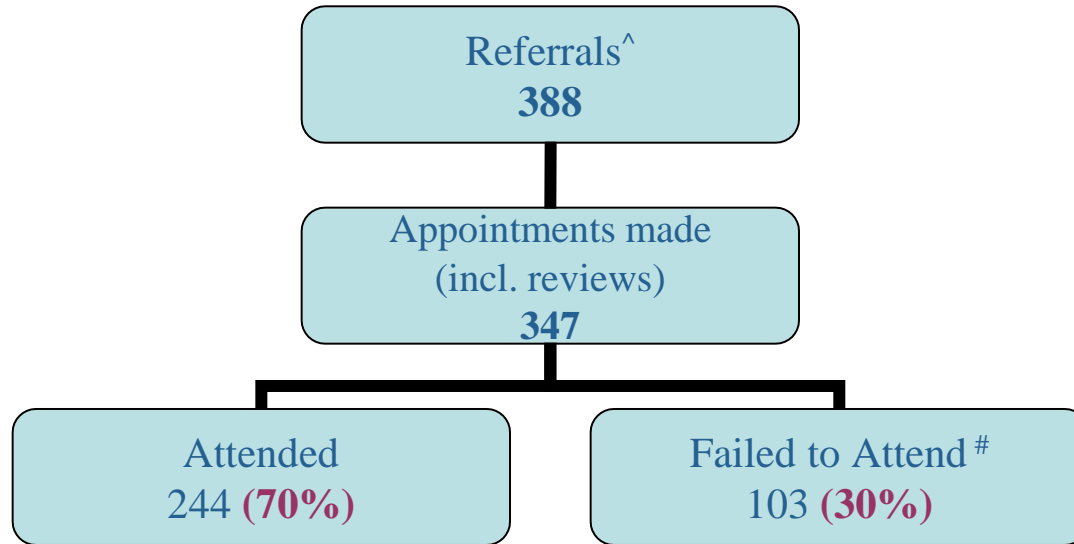 Referrals^
388
Appointments made
(incl. reviews)
347
Attended
244 (70%)
Failed to Attend #
103 (30%)